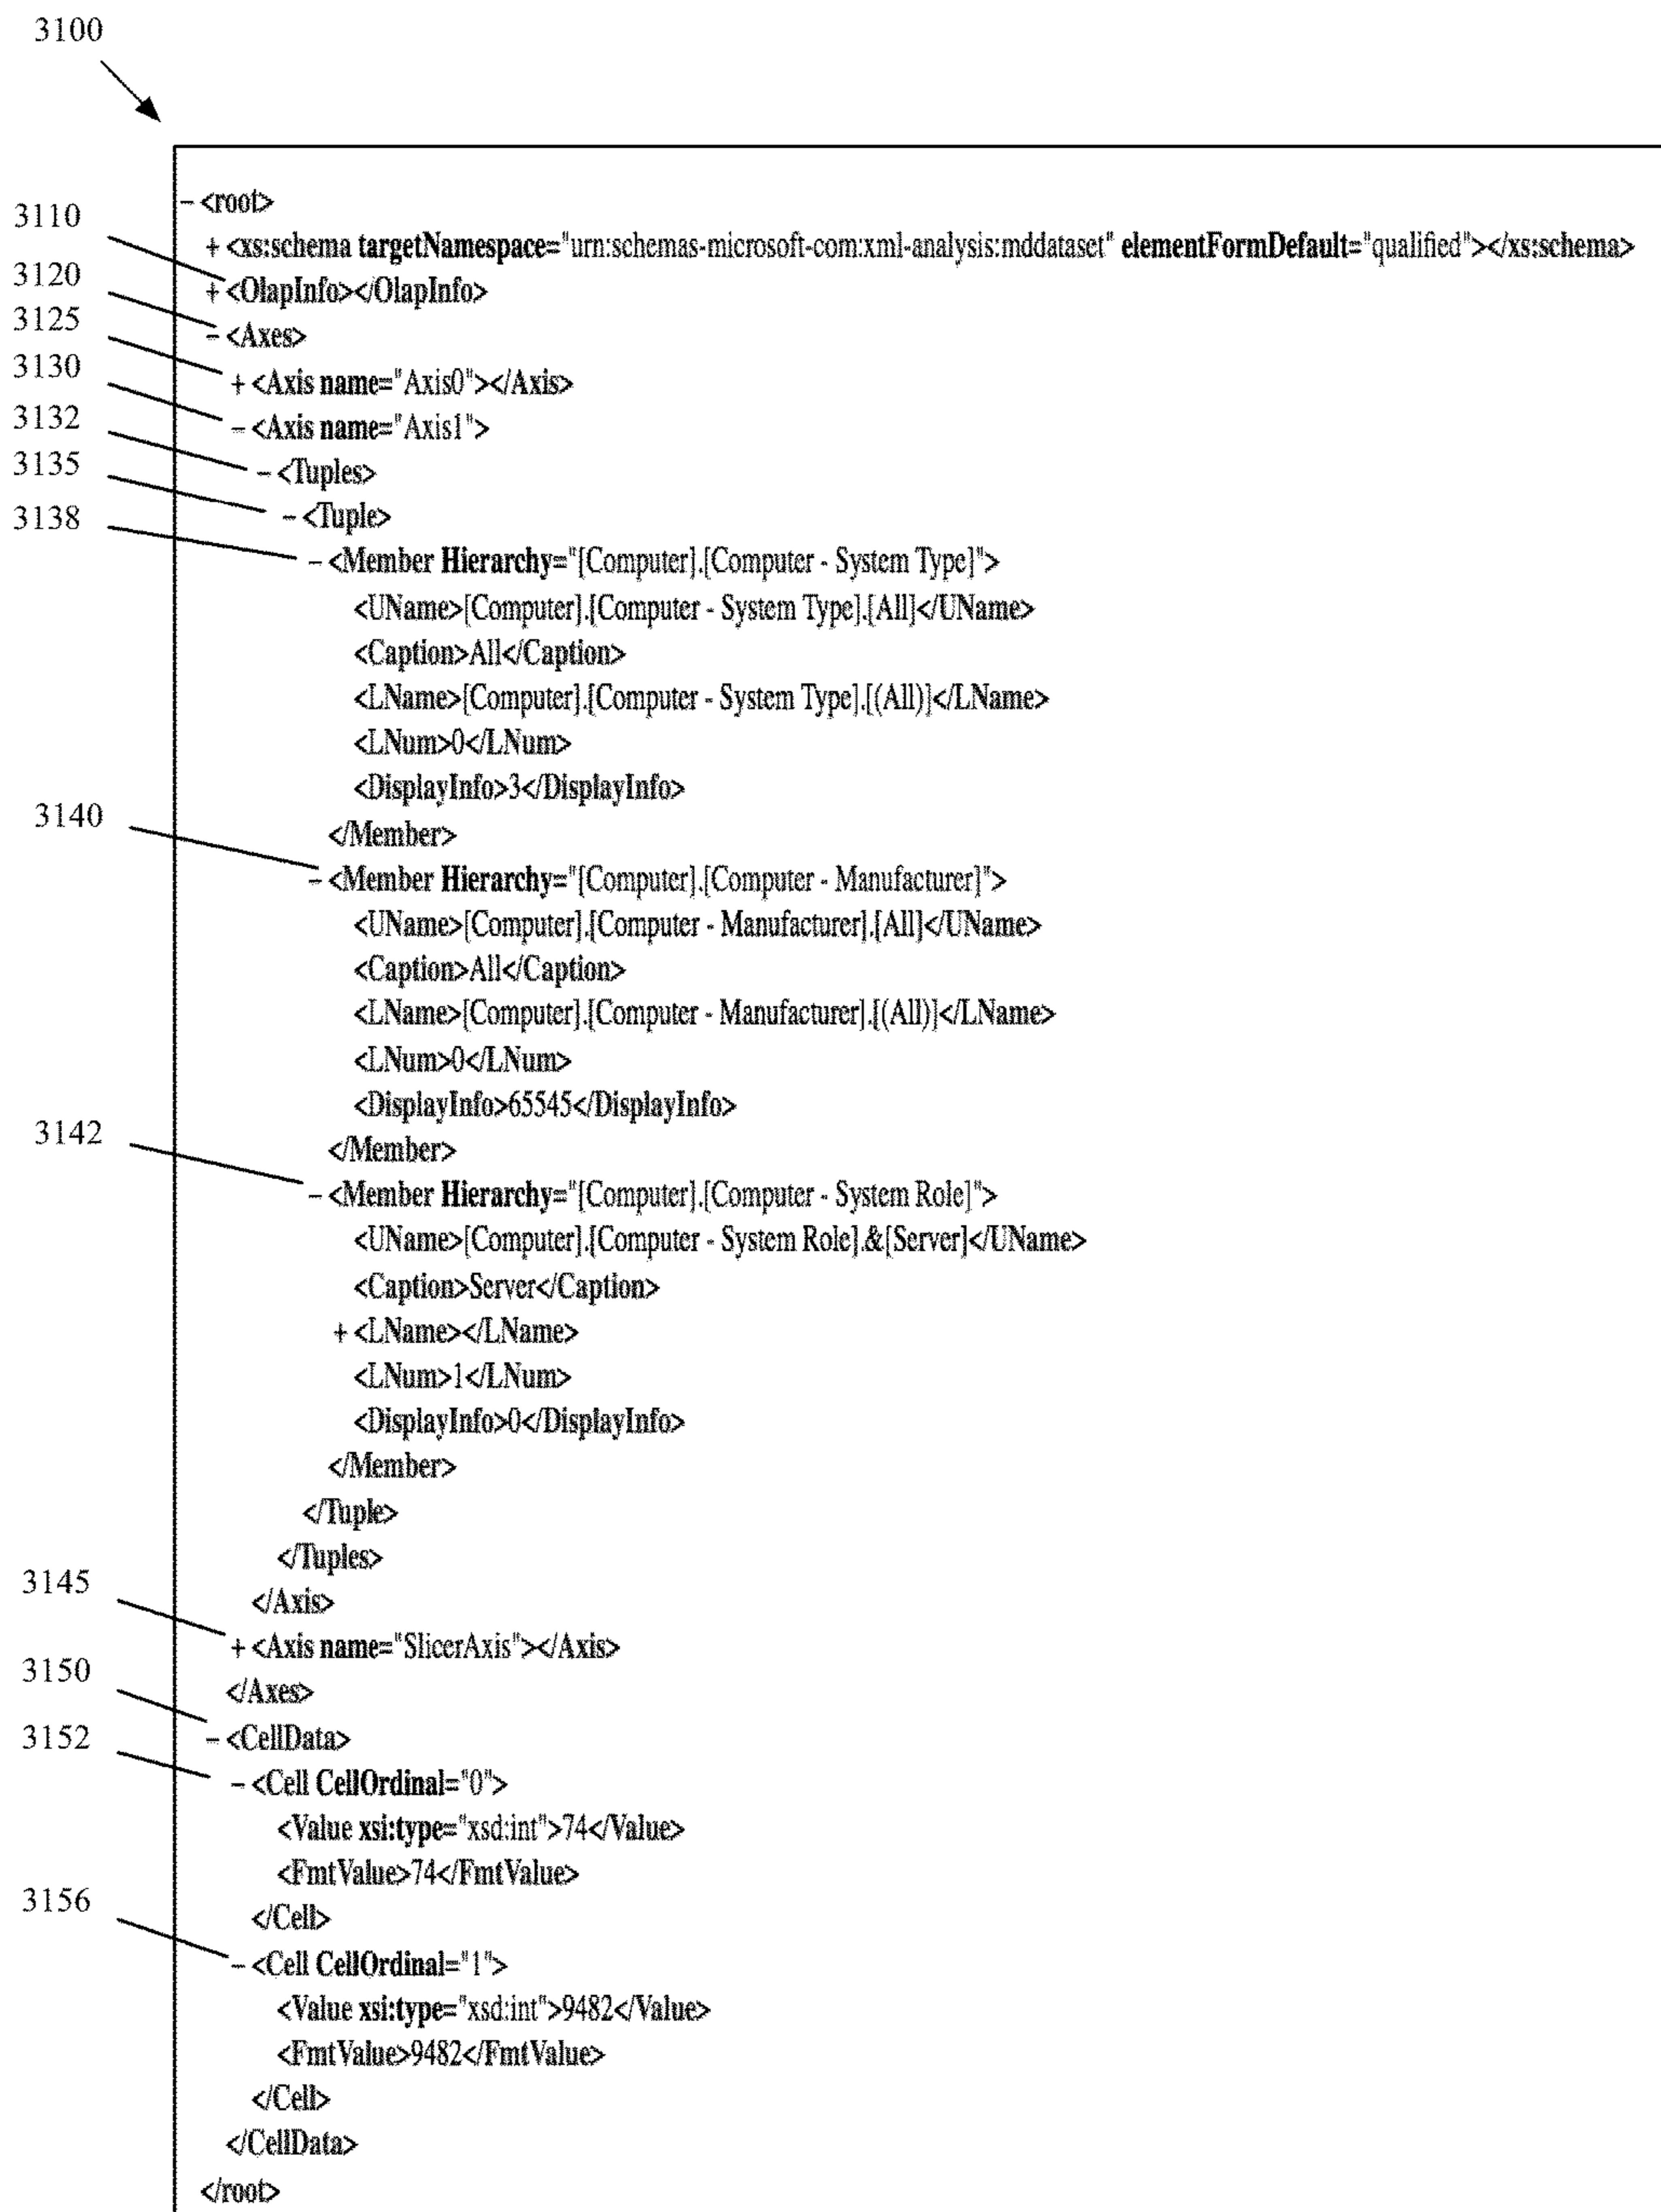 3100
- <root>
3110
+ <xs:schema targetNamespace="urn:schemas-microsoft-com:xml-analysis:mddataset" elementFormDefault="qualified"></xs:schema>
3120
+ <OlapInfo></OlapInfo>
3125
- <Axes>
3130
+ <Axis name="Axis0"></Axis>
3132
- <Axis name="Axis1">
3135
- <Tuples>
3138
- <Tuple>
- <Member Hierarchy="[Computer].[Computer - System Type]">
<UName>[Computer].[Computer - System Type].[All]</UName>
<Caption>All</Caption>
<LName>[Computer].[Computer - System Type].[(All)]</LName>
<LNum>0</LNum>
<DisplayInfo>3</DisplayInfo>
3140
</Member>
- <Member Hierarchy="[Computer].[Computer - Manufacturer]">
<UName>[Computer].[Computer - Manufacturer].[All]</UName>
<Caption>All</Caption>
<LName>[Computer].[Computer - Manufacturer].[(All)]</LName>
<LNum>0</LNum>
<DisplayInfo>65545</DisplayInfo>
3142
</Member>
- <Member Hierarchy="[Computer].[Computer - System Role]">
<UName>[Computer].[Computer - System Role].&[Server]</UName>
<Caption>Server</Caption>
+ <LName></LName>
<LNum>1</LNum>
<DisplayInfo>0</DisplayInfo>
</Member>
</Tuple>
</Tuples>
3145
</Axis>
+ <Axis name="SlicerAxis"></Axis>
3150
</Axes>
3152
- <CellData>
- <Cell CellOrdinal="0">
<Value xsi:type="xsd:int">74</Value>
<FmtValue>74</FmtValue>
3156
</Cell>
- <Cell CellOrdinal="1">
<Value xsi:type="xsd:int">9482</Value>
<FmtValue>9482</FmtValue>
</Cell>
</CellData>
</root>